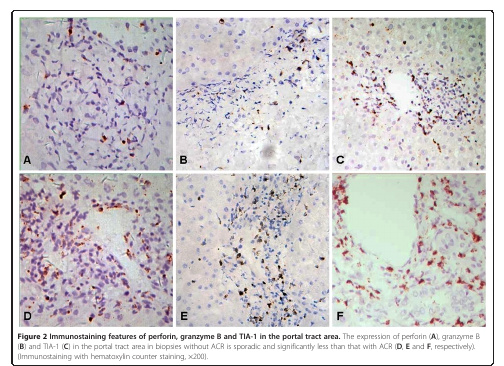 A
B
C
D
E
F
Figure 2 Immunostaining features of perforin, granzyme B and TIA-1 in the portal tract area. The expression of perforin (A), granzyme B
(B) and TIA-1 (C) in the portal tract area in biopsies without ACR is sporadic and significantly less than that with ACR (D, E and F, respectively).
(Immunostaining with hematoxylin counter staining, ×200).